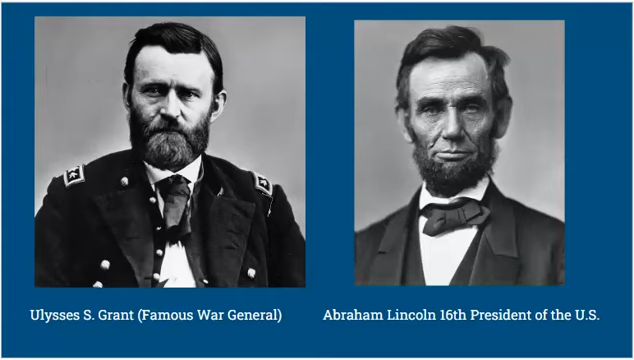 Ulysses S. Grant (Famous War General)
Abraham Lincoln 16th President of the U.S.